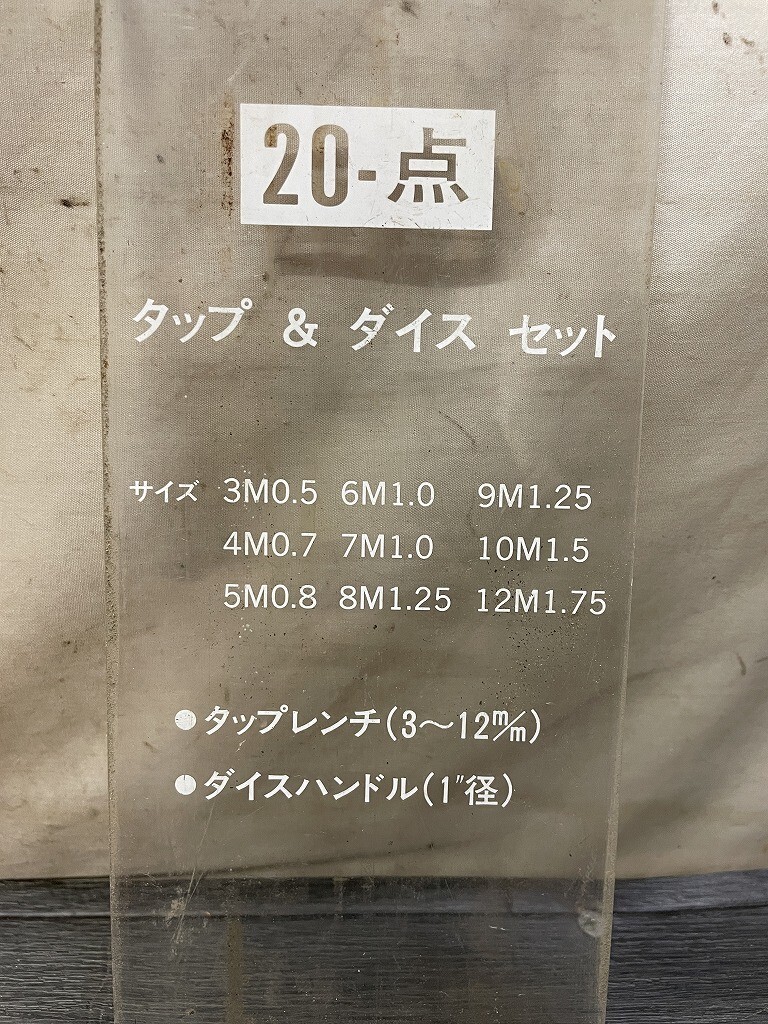 20-点
タップ & ダイス セット
サイズ 3M0.5 6M1.0 9M1.25
4M0.7 7M1.0 10M1.5
5M0.8 8M1.25 12M1.75
●タップレンチ(3〜12m/m)
●ダイスハンドル(1″径)